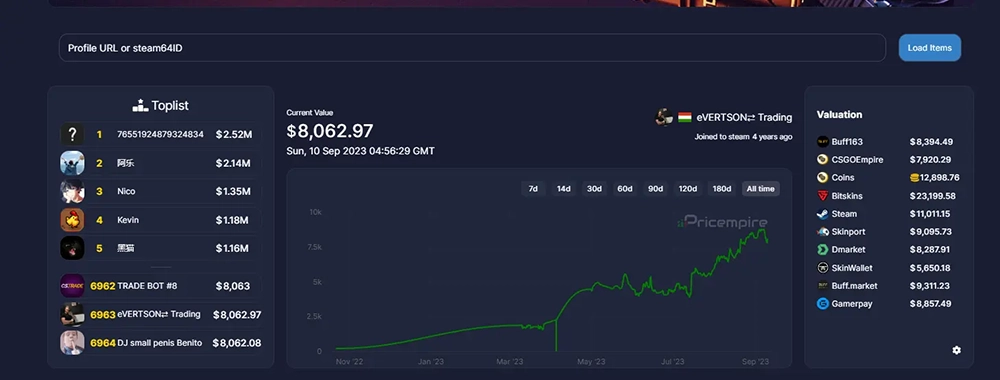 Profile URL or steam64ID
Load Items
Toplist
? 1 76551924879324834 $2.52M
2 阿乐 $2.14M
3 Nico $1.35M
4 Kevin $1.18M
5 黑猫 $1.16M
CS.TRADE 6962 TRADE BOT #8 $8,063
6963 eVERTSON⇄ Trading $8,062.97
6964 DJ small penis Benito $8,062.08
Current Value
$8,062.97
Sun, 10 Sep 2023 04:56:29 GMT
eVERTSON⇄ Trading
Joined to steam 4 years ago
7d 14d 30d 60d 90d 120d 180d All time
Pricempire
10k
7.5k
5k
2.5k
0
Nov '22 Jan '23 Mar '23 May '23 Jul '23 Sep '23
Valuation
Buff163 $8,394.49
CSGOEmpire $7,920.29
Coins 12,898.76
Bitskins $23,199.58
Steam $11,011.15
Skinport $9,095.73
Dmarket $8,287.91
SkinWallet $5,650.18
Buff.market $9,311.23
Gamerpay $8,857.49